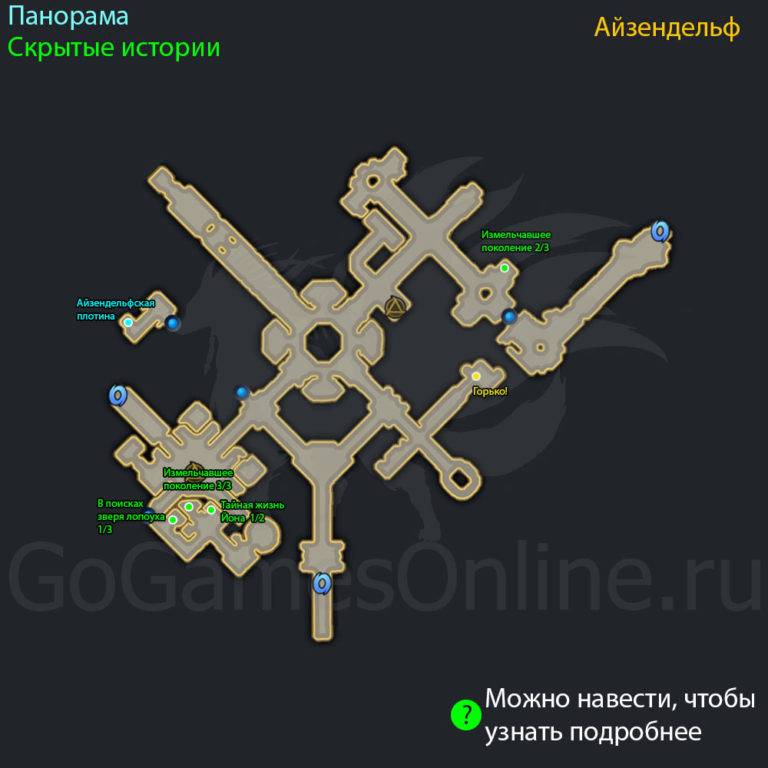 Панорама
Скрытые истории
Айзендельф
Измельчавшее
поколение 2/3
Айзендельфская
плотина
Горько!
Измельчавшее
поколение 3/3
В поисках
зверя лопоуха
1/3
Тайная жизнь
Йона 1/2
GoGamesOnline.ru
?
Можно навести, чтобы
узнать подробнее